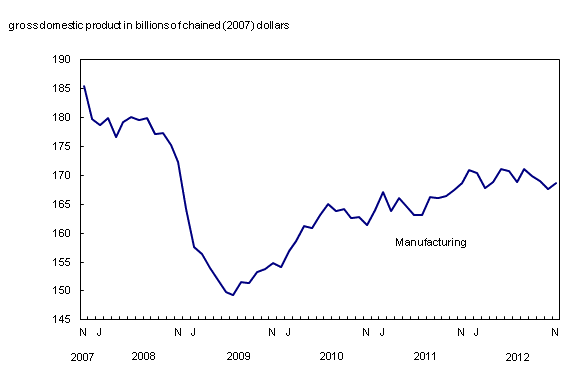 gross domestic product in billions of chained (2007) dollars
190
185
180
175
170
165
160
155
150
145
Manufacturing
N J N J N J N J N J N
2007 2008 2009 2010 2011 2012